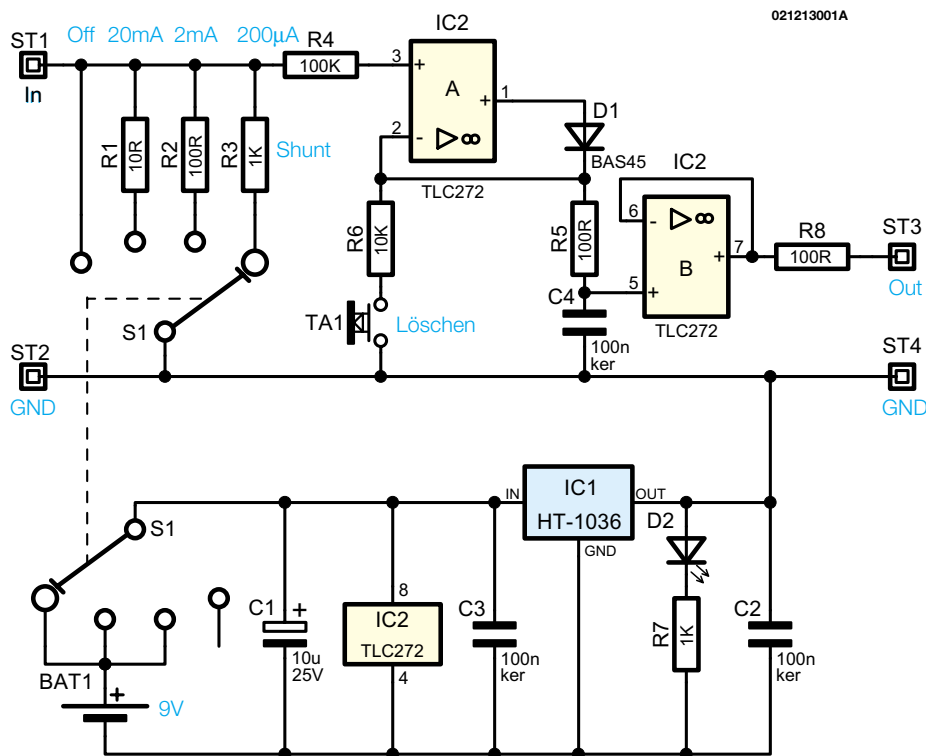 021213001A
ST1
In
Off 20mA 2mA 200µA
R4
100K
IC2
3
+
A
+
1
2
-
▷∞
TLC272
D1
BAS45
R1
10R
R2
100R
R3
1K
Shunt
R6
10K
R5
100R
IC2
6
-
▷∞
7
+
B
5
+
TLC272
R8
100R
ST3
Out
S1
TA1
Löschen
C4
100n
ker
ST2
GND
ST4
GND
S1
IN
IC1
HT-1036
OUT
GND
D2
C1
+
10u
25V
8
IC2
TLC272
4
C3
100n
ker
R7
1K
C2
100n
ker
BAT1
+
9V